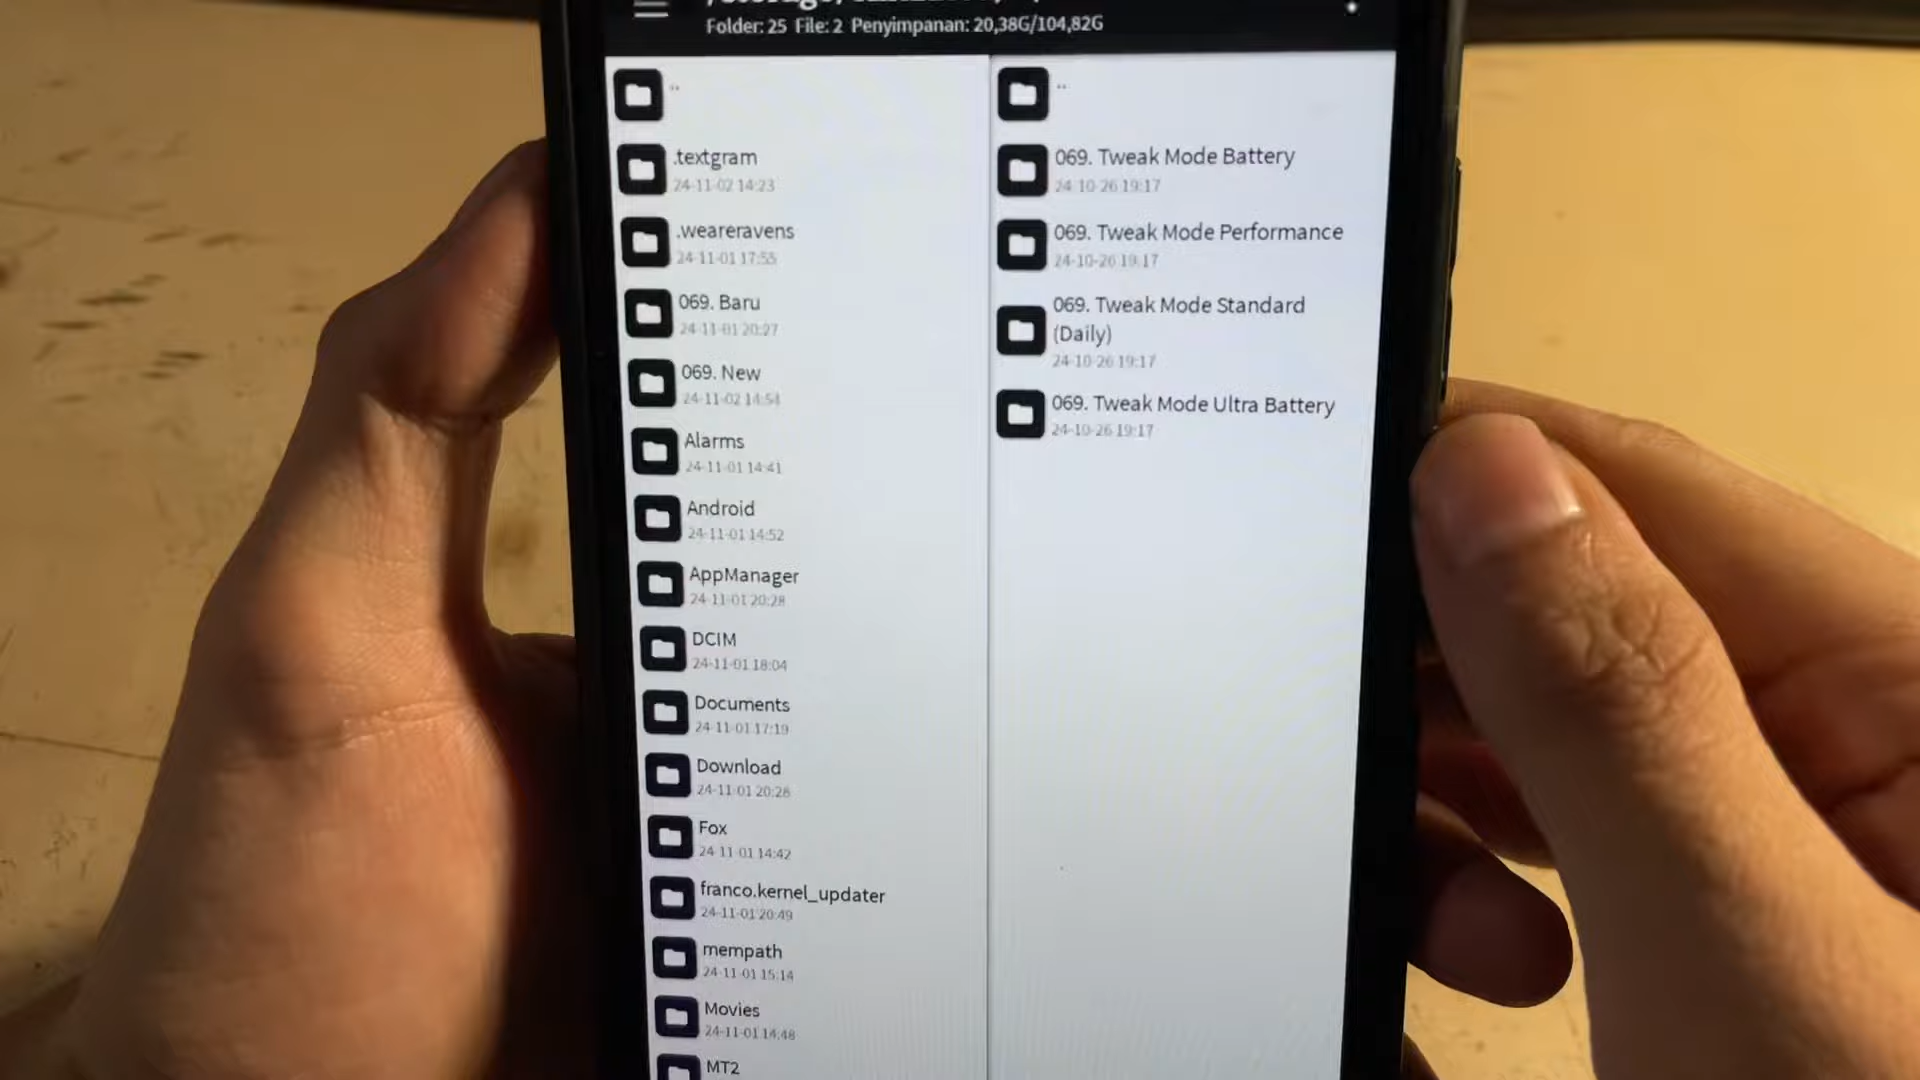 Folder: 25 File: 2 Penyimpanan: 20,38G/104,82G
..
.textgram
24-11-02 14:23
.weareravens
24-11-01 17:55
069. Baru
24-11-01 20:27
069. New
24-11-02 14:54
Alarms
24-11-01 14:41
Android
24-11-01 14:52
AppManager
24-11-01 20:28
DCIM
24-11-01 18:04
Documents
24-11-01 17:19
Download
24-11-01 20:28
Fox
24-11-01 14:42
franco.kernel_updater
24-11-01 20:49
mempath
24-11-01 15:14
Movies
24-11-01 14:48
MT2
..
069. Tweak Mode Battery
24-10-26 19:17
069. Tweak Mode Performance
24-10-26 19:17
069. Tweak Mode Standard
(Daily)
24-10-26 19:17
069. Tweak Mode Ultra Battery
24-10-26 19:17